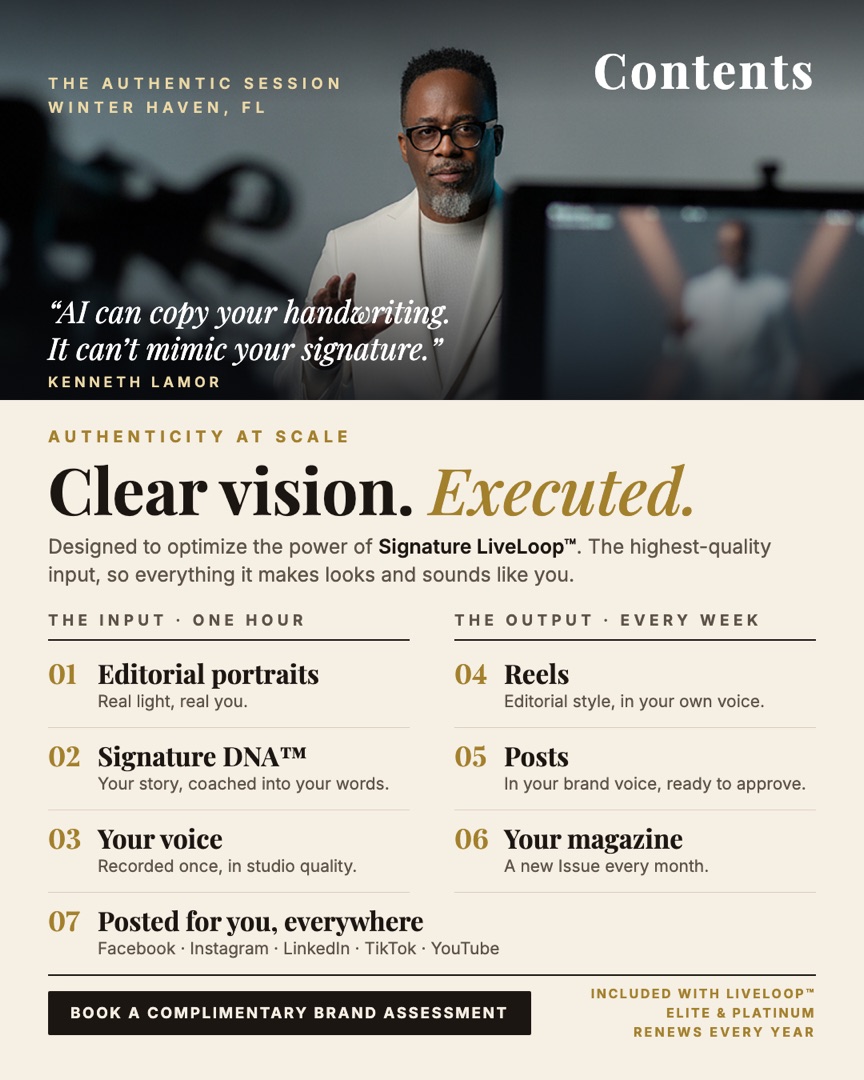 THE AUTHENTIC SESSION
WINTER HAVEN, FL
Contents
“AI can copy your handwriting.
It can’t mimic your signature.”
KENNETH LAMOR
AUTHENTICITY AT SCALE
Clear vision. Executed.
Designed to optimize the power of Signature LiveLoop™. The highest-quality
input, so everything it makes looks and sounds like you.
THE INPUT · ONE HOUR
01 Editorial portraits
Real light, real you.
02 Signature DNA™
Your story, coached into your words.
03 Your voice
Recorded once, in studio quality.
THE OUTPUT · EVERY WEEK
04 Reels
Editorial style, in your own voice.
05 Posts
In your brand voice, ready to approve.
06 Your magazine
A new Issue every month.
07 Posted for you, everywhere
Facebook · Instagram · LinkedIn · TikTok · YouTube
BOOK A COMPLIMENTARY BRAND ASSESSMENT
INCLUDED WITH LIVELOOP™
ELITE & PLATINUM
RENEWS EVERY YEAR